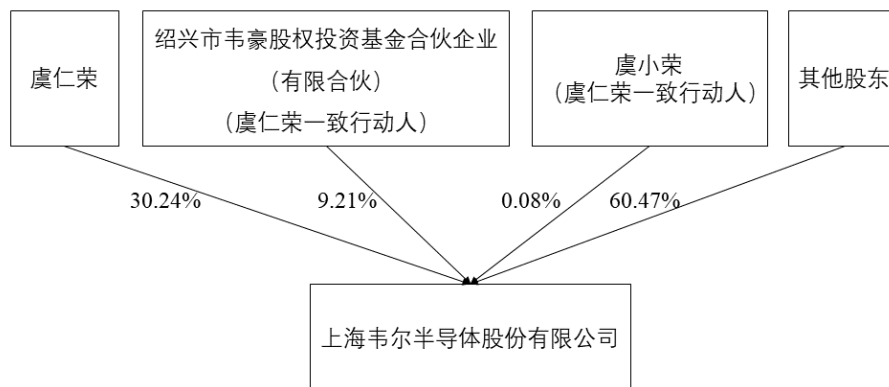 虞仁荣
绍兴市韦豪股权投资基金合伙企业
（有限合伙）
（虞仁荣一致行动人）
虞小荣
（虞仁荣一致行动人）
其他股东
30.24%
9.21%
0.08%
60.47%
上海韦尔半导体股份有限公司